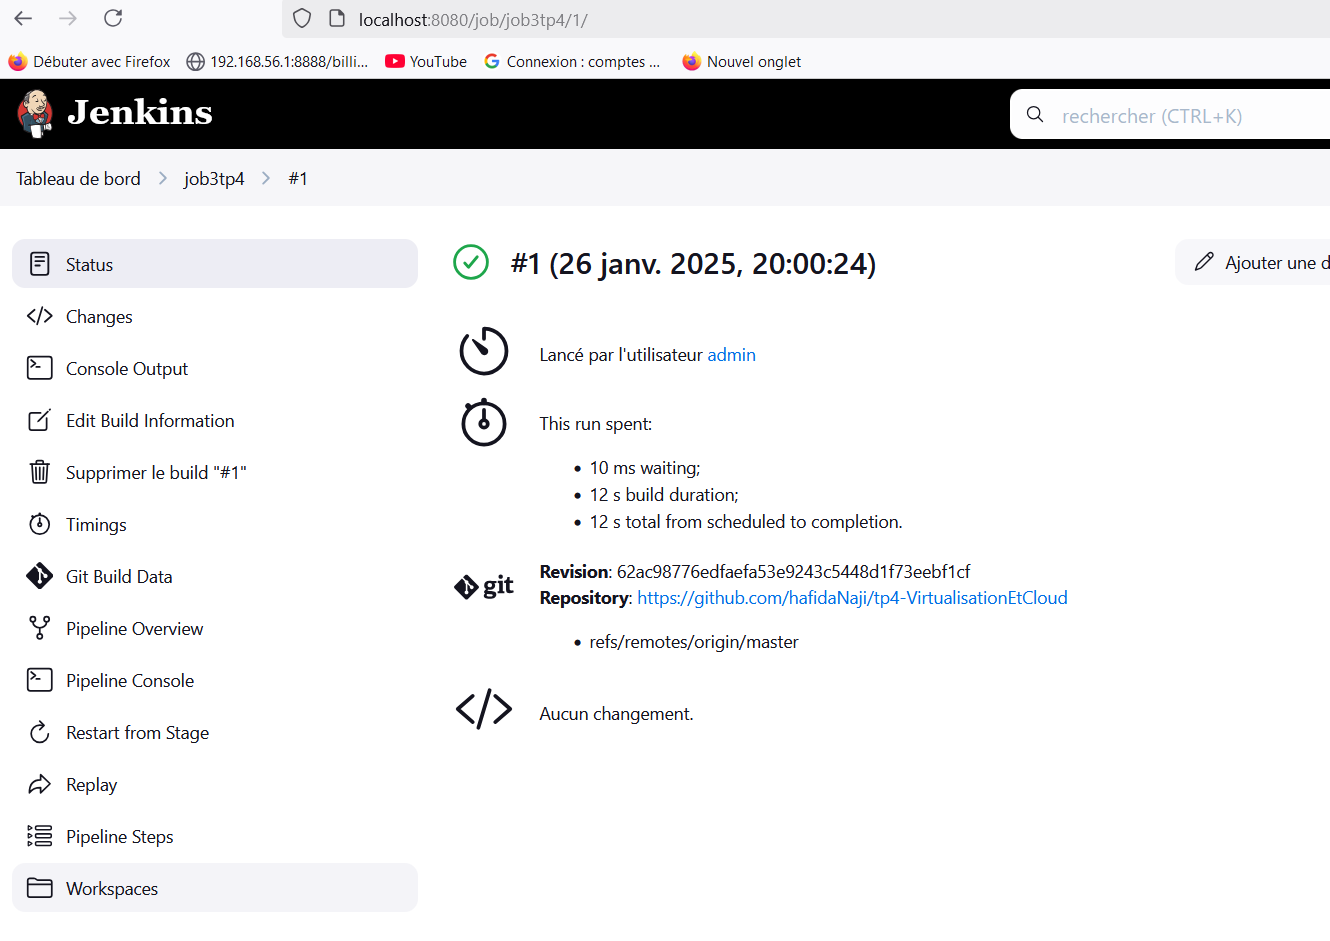 localhost:8080/job/job3tp4/1/
Débuter avec Firefox 192.168.56.1:8888/billi... YouTube Connexion : comptes ... Nouvel onglet
Jenkins
rechercher (CTRL+K)
Tableau de bord job3tp4 #1
Status
Changes
Console Output
Edit Build Information
Supprimer le build "#1"
Timings
Git Build Data
Pipeline Overview
Pipeline Console
Restart from Stage
Replay
Pipeline Steps
Workspaces
#1 (26 janv. 2025, 20:00:24)
Ajouter une d
Lancé par l'utilisateur admin
This run spent:
• 10 ms waiting;
• 12 s build duration;
• 12 s total from scheduled to completion.
git
Revision: 62ac98776edfaefa53e9243c5448d1f73eebf1cf
Repository: https://github.com/hafidaNaji/tp4-VirtualisationEtCloud
• refs/remotes/origin/master
Aucun changement.